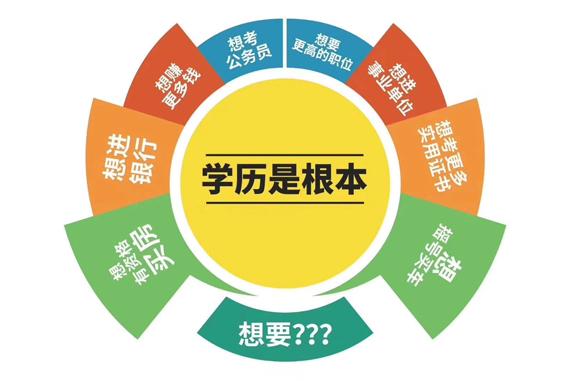 学历是根本
想考
公务员
想要
更高的职位
想赚
更多钱
想进
事业单位
想进
银行
想考更多
实用证书
想
有资格
买房
想
摇号买车
想要???